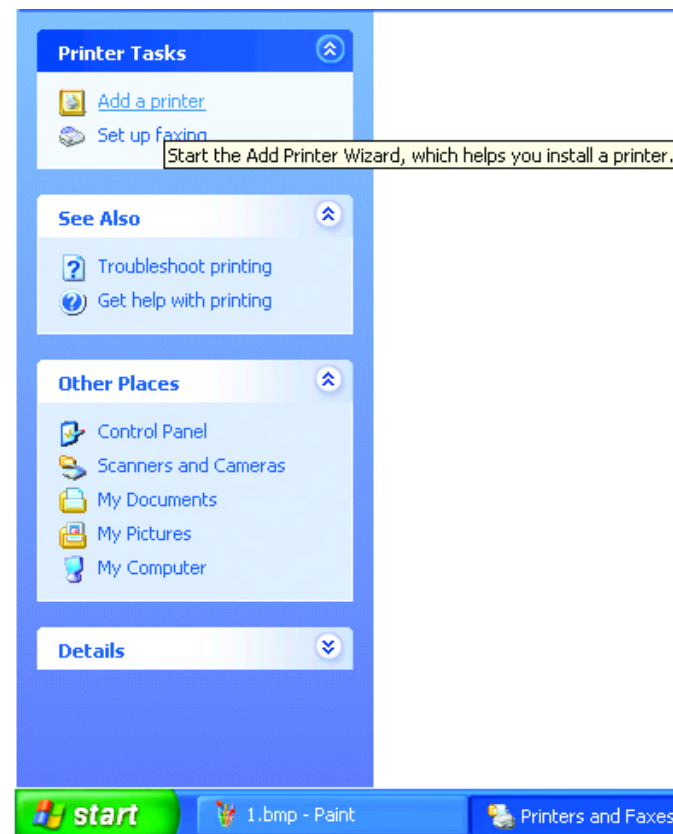 Printer Tasks
Add a printer
Set up faxing
Start the Add Printer Wizard, which helps you install a printer.
See Also
Troubleshoot printing
Get help with printing
Other Places
Control Panel
Scanners and Cameras
My Documents
My Pictures
My Computer
Details
start
1.bmp - Paint
Printers and Faxes